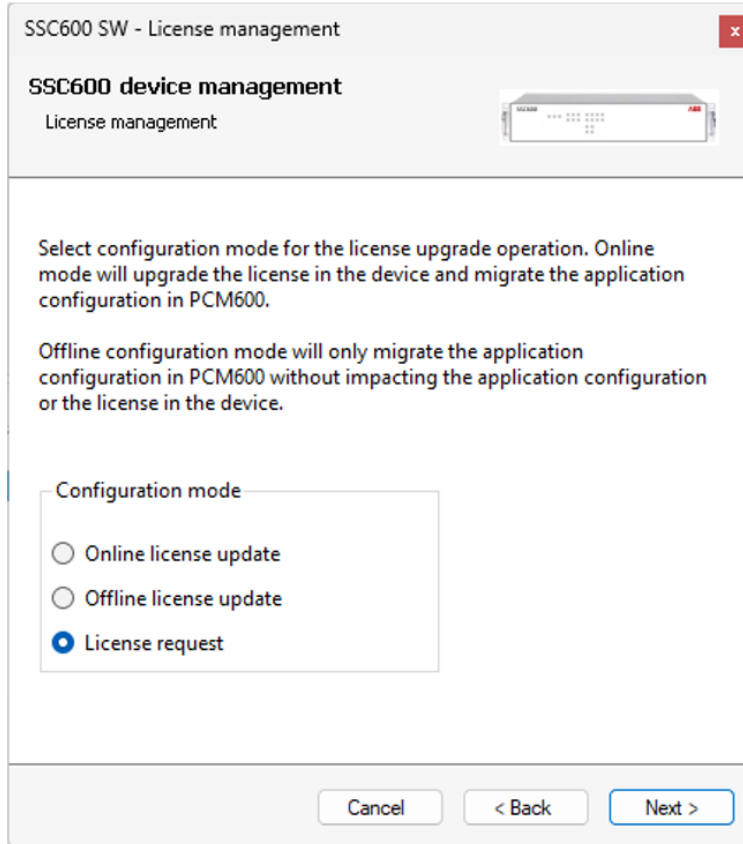 SSC600 SW - License management
x
SSC600 device management
License management
SSC600
ABB
Select configuration mode for the license upgrade operation. Online
mode will upgrade the license in the device and migrate the application
configuration in PCM600.
Offline configuration mode will only migrate the application
configuration in PCM600 without impacting the application configuration
or the license in the device.
Configuration mode
Online license update
Offline license update
License request
Cancel
< Back
Next >